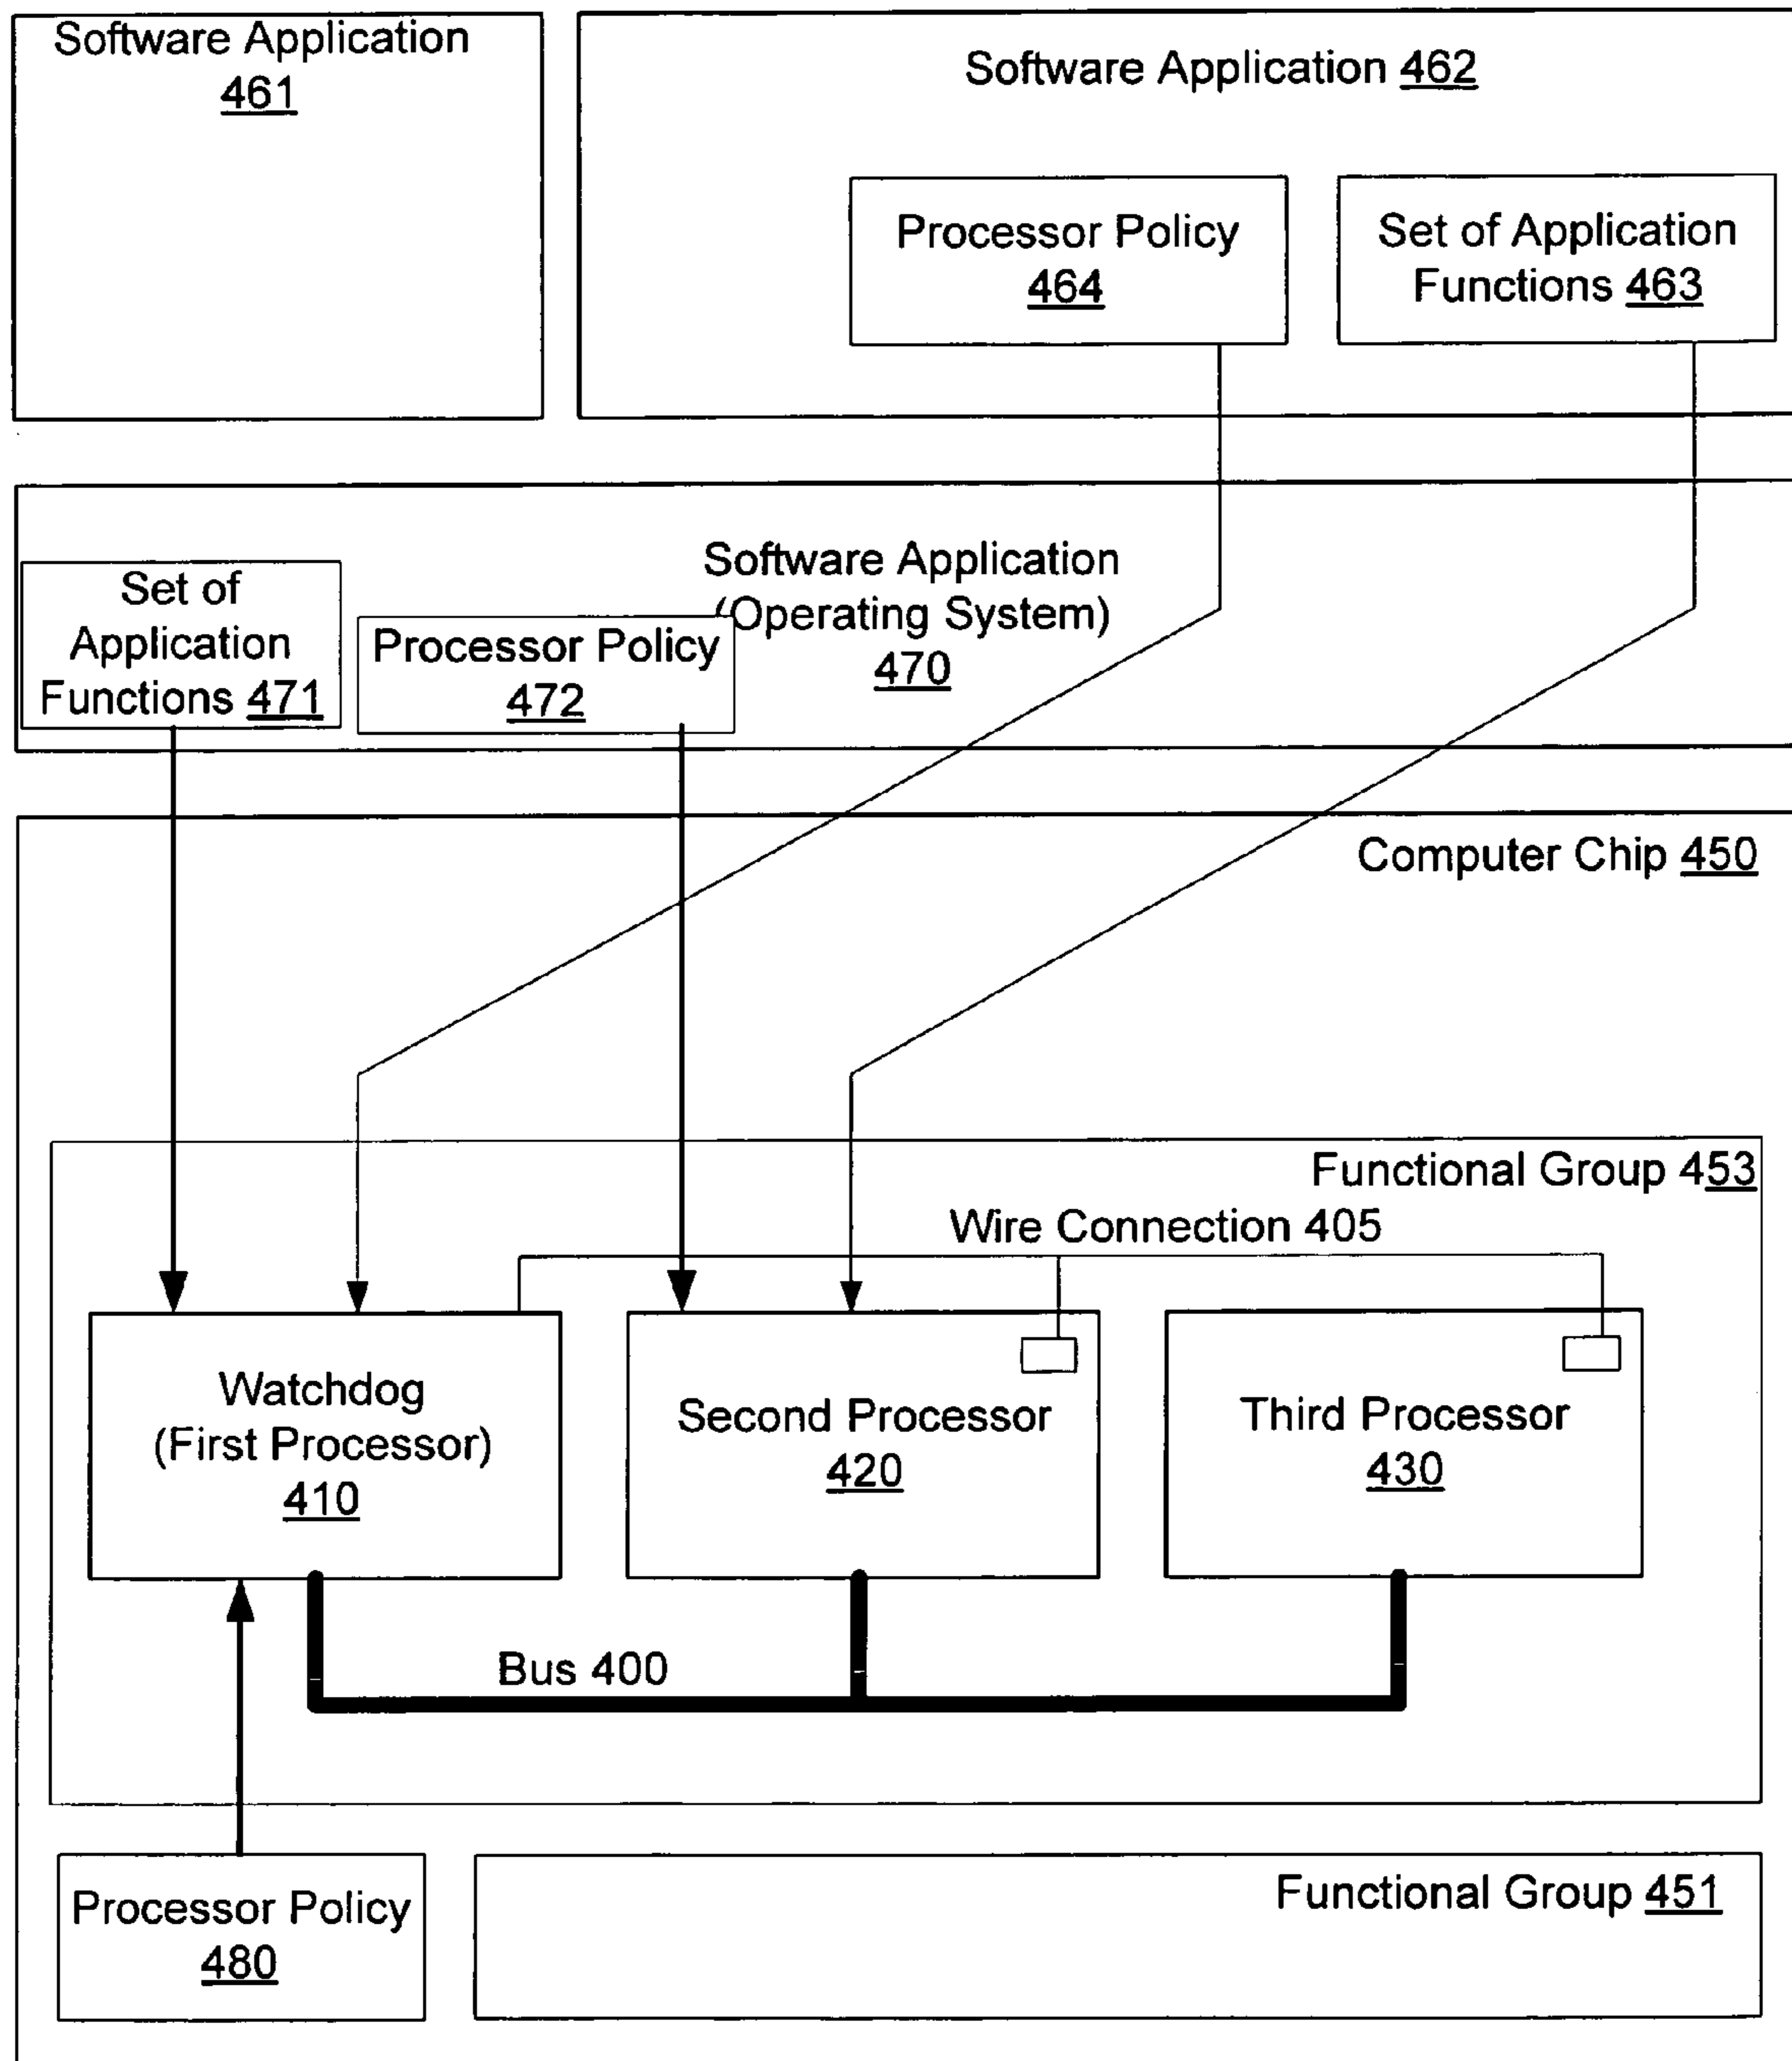 Software Application
461
Software Application 462
Processor Policy
464
Set of Application
Functions 463
Set of
Application
Functions 471
Processor Policy
472
Software Application
(Operating System)
470
Computer Chip 450
Functional Group 453
Wire Connection 405
Watchdog
(First Processor)
410
Second Processor
420
Third Processor
430
Bus 400
Processor Policy
480
Functional Group 451